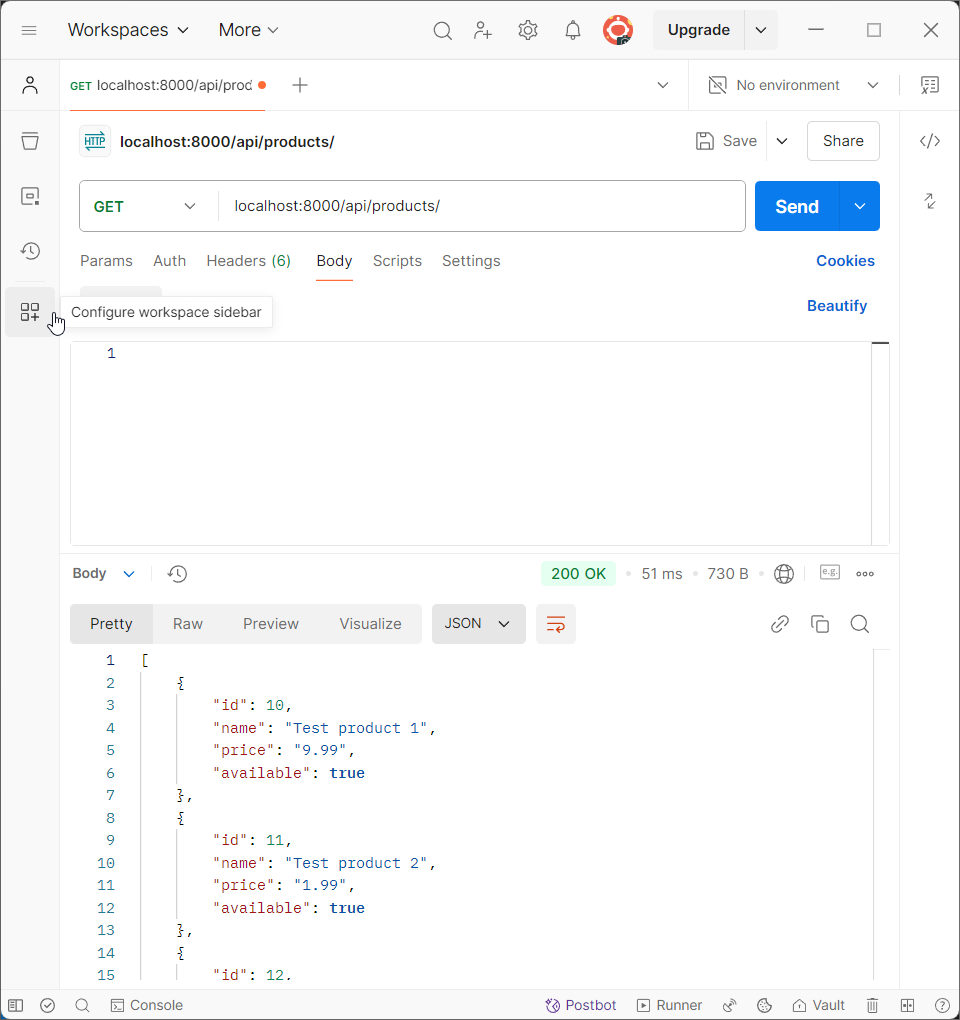 Workspaces More Upgrade
GET localhost:8000/api/prod No environment
HTTP localhost:8000/api/products/ Save Share
GET localhost:8000/api/products/ Send
Params Auth Headers (6) Body Scripts Settings Cookies
Configure workspace sidebar Beautify
1
Body 200 OK 51 ms 730 B e.g.
Pretty Raw Preview Visualize JSON
1 [
2 {
3 "id": 10,
4 "name": "Test product 1",
5 "price": "9.99",
6 "available": true
7 },
8 {
9 "id": 11,
10 "name": "Test product 2",
11 "price": "1.99",
12 "available": true
13 },
14 {
15 "id": 12,
Console Postbot Runner Vault